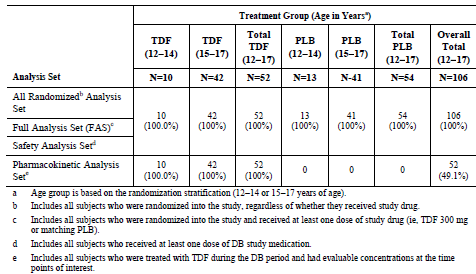 Treatment Group (Age in Years^a)
Analysis Set TDF (12–14) TDF (15–17) Total TDF (12–17) PLB (12–14) PLB (15–17) Total PLB (12–17) Overall Total (12–17)
N=10 N=42 N=52 N=13 N-41 N=54 N=106
All Randomized^b Analysis Set
Full Analysis Set (FAS)^c
Safety Analysis Set^d
10 (100.0%) 42 (100%) 52 (100%) 13 (100%) 41 (100%) 54 (100%) 106 (100%)
Pharmacokinetic Analysis Set^e 10 (100.0%) 42 (100%) 52 (100%) 0 0 0 52 (49.1%)
a Age group is based on the randomization stratification (12–14 or 15–17 years of age).
b Includes all subjects who were randomized into the study, regardless of whether they received study drug.
c Includes all subjects who were randomized into the study and received at least one dose of study drug (ie, TDF 300 mg
or matching PLB).
d Includes all subjects who received at least one dose of DB study medication.
e Includes all subjects who were treated with TDF during the DB period and had evaluable concentrations at the time
points of interest.